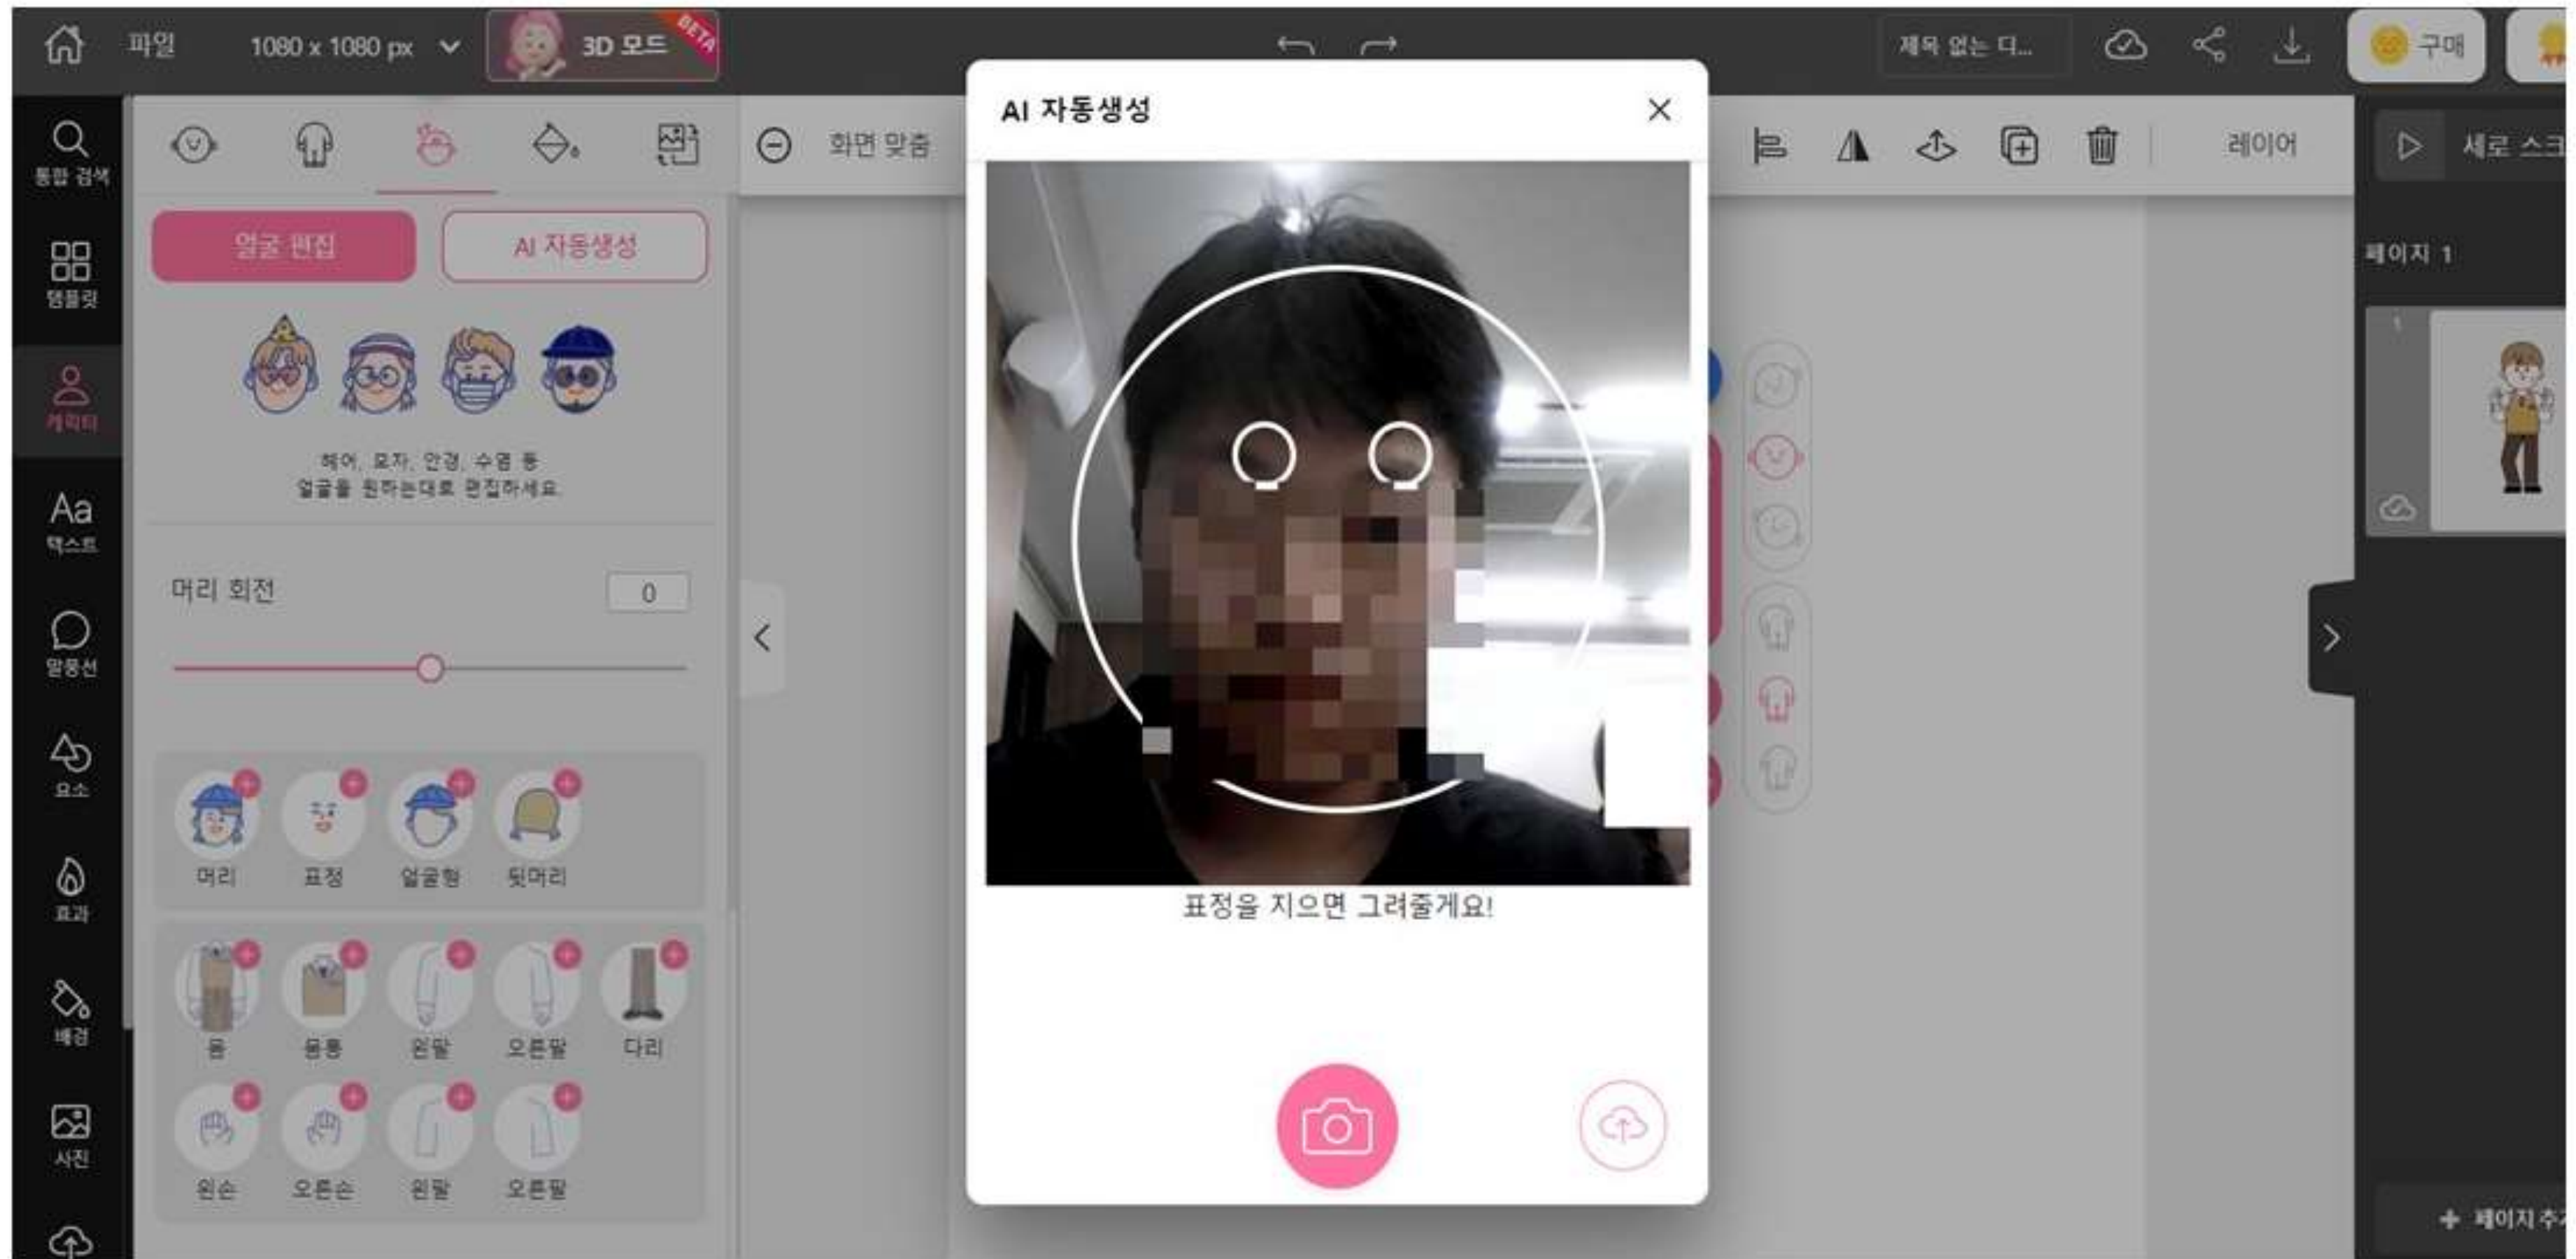 파일
1080 x 1080 px
3D 모드
BETA
제목 없는 디...
구매
통합 검색
템플릿
캐릭터
Aa
텍스트
말풍선
요소
효과
배경
사진
얼굴 편집
AI 자동생성
헤어, 모자, 안경, 수염 등
얼굴을 원하는대로 편집하세요.
머리 회전
0
머리
표정
얼굴형
뒷머리
몸
몸통
왼팔
오른팔
다리
왼손
오른손
왼팔
오른팔
화면 맞춤
AI 자동생성
표정을 지으면 그려줄게요!
레이어
세로 스크
페이지 1
1
+ 페이지 추